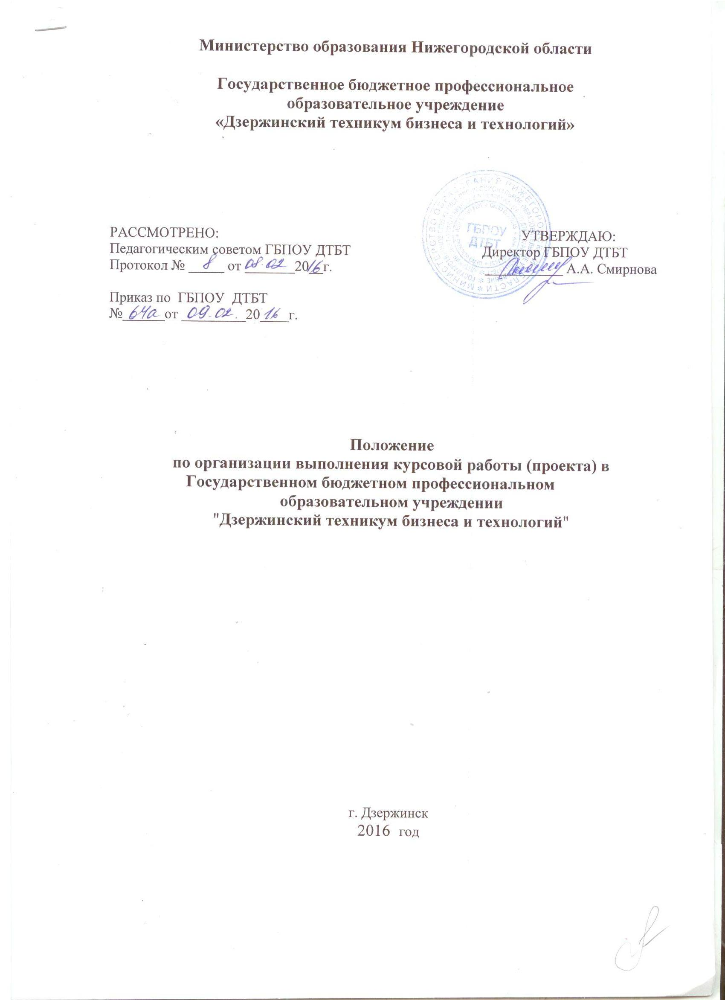 Министерство образования Нижегородской области
Государственное бюджетное профессиональное
образовательное учреждение
«Дзержинский техникум бизнеса и технологий»
РАССМОТРЕНО:
Педагогическим советом ГБПОУ ДТБТ
Протокол № 8 от 08.02 2016г.
Приказ по ГБПОУ ДТБТ
№ 64а от 09.02. 2016 г.
ГБПОУ
ДТБТ
УТВЕРЖДАЮ:
Директор ГБПОУ ДТБТ
А.А. Смирнова
Положение
по организации выполнения курсовой работы (проекта) в
Государственном бюджетном профессиональном
образовательном учреждении
"Дзержинский техникум бизнеса и технологий"
г. Дзержинск
2016 год